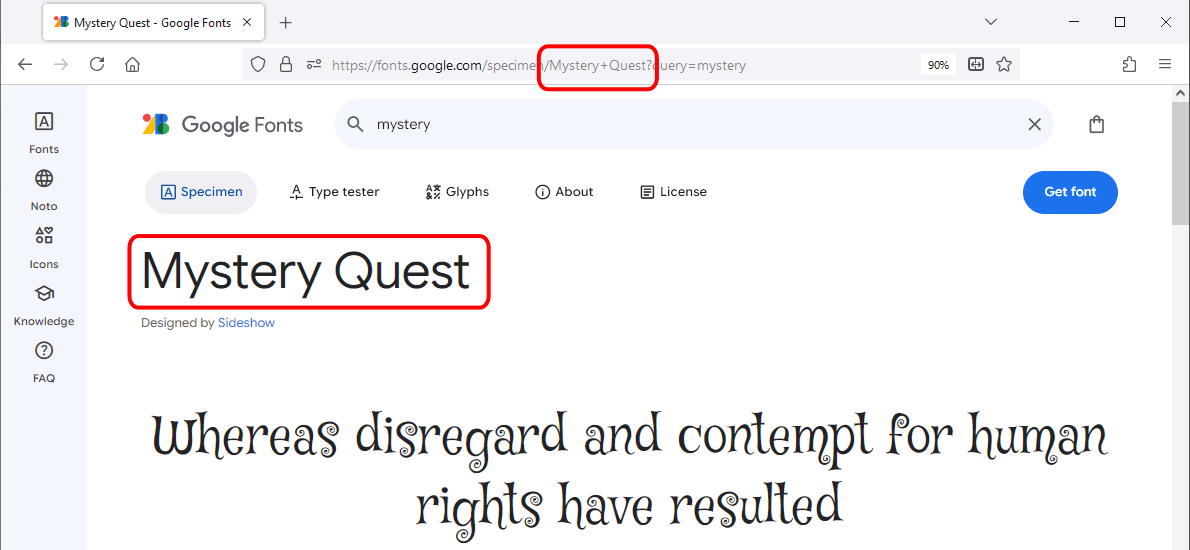 Mystery Quest - Google Fonts
https://fonts.google.com/specimen/Mystery+Quest?query=mystery
90%
Google Fonts
mystery
Fonts
Noto
Icons
Knowledge
FAQ
Specimen
Type tester
Glyphs
About
License
Get font
Mystery Quest
Designed by Sideshow
Whereas disregard and contempt for human
rights have resulted